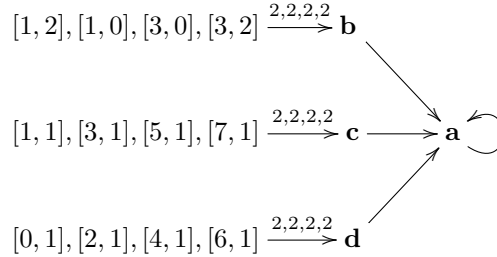 [1, 2], [1, 0], [3, 0], [3, 2] 2,2,2,2 b
[1, 1], [3, 1], [5, 1], [7, 1] 2,2,2,2 c a
[0, 1], [2, 1], [4, 1], [6, 1] 2,2,2,2 d